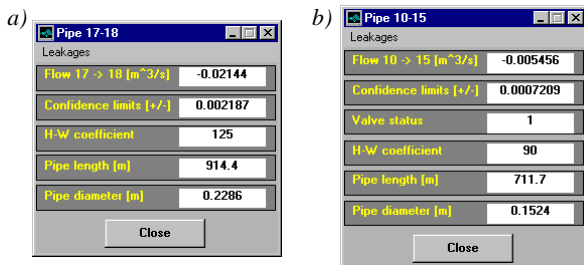 a)
Pipe 17-18
Leakages
Flow 17 -> 18 [m^3/s] -0.02144
Confidence limits [+/-] 0.002187
H-W coefficient 125
Pipe length [m] 914.4
Pipe diameter [m] 0.2286
Close
b)
Pipe 10-15
Leakages
Flow 10 -> 15 [m^3/s] -0.005456
Confidence limits [+/-] 0.0007209
Valve status 1
H-W coefficient 90
Pipe length [m] 711.7
Pipe diameter [m] 0.1524
Close